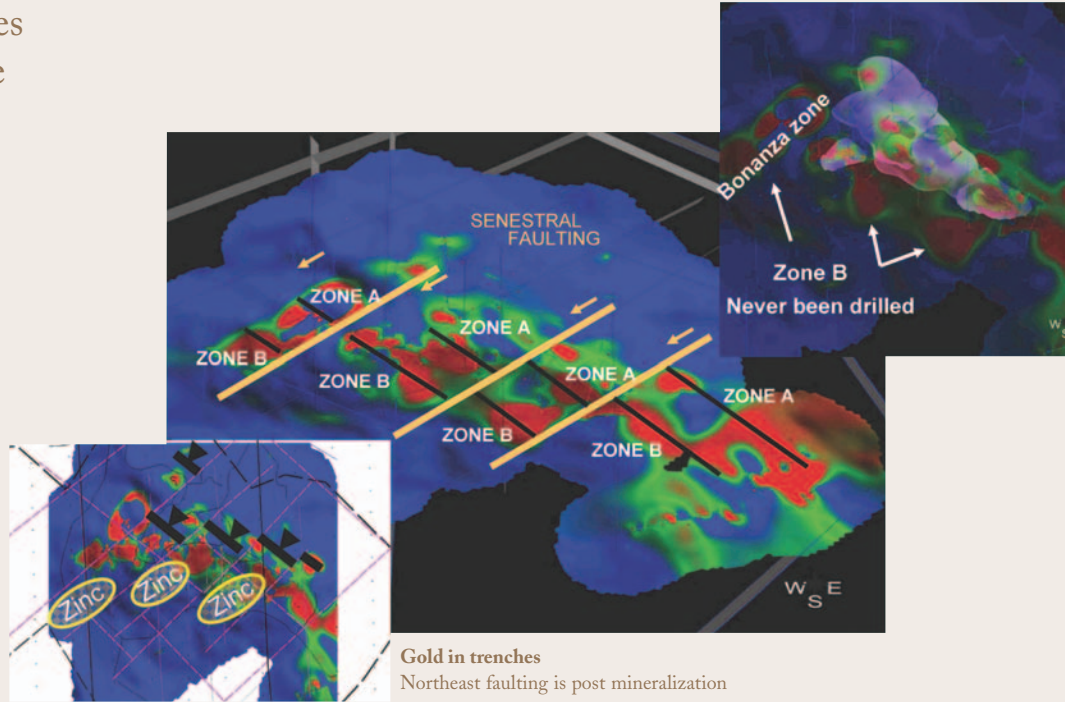 es
e
Bonanza zone
Zone B
Never been drilled
W
S
SENESTRAL
FAULTING
ZONE A
ZONE A
ZONE A
ZONE A
ZONE B
ZONE B
ZONE B
ZONE B
W S E
Zinc
Zinc
Zinc
Gold in trenches
Northeast faulting is post mineralization